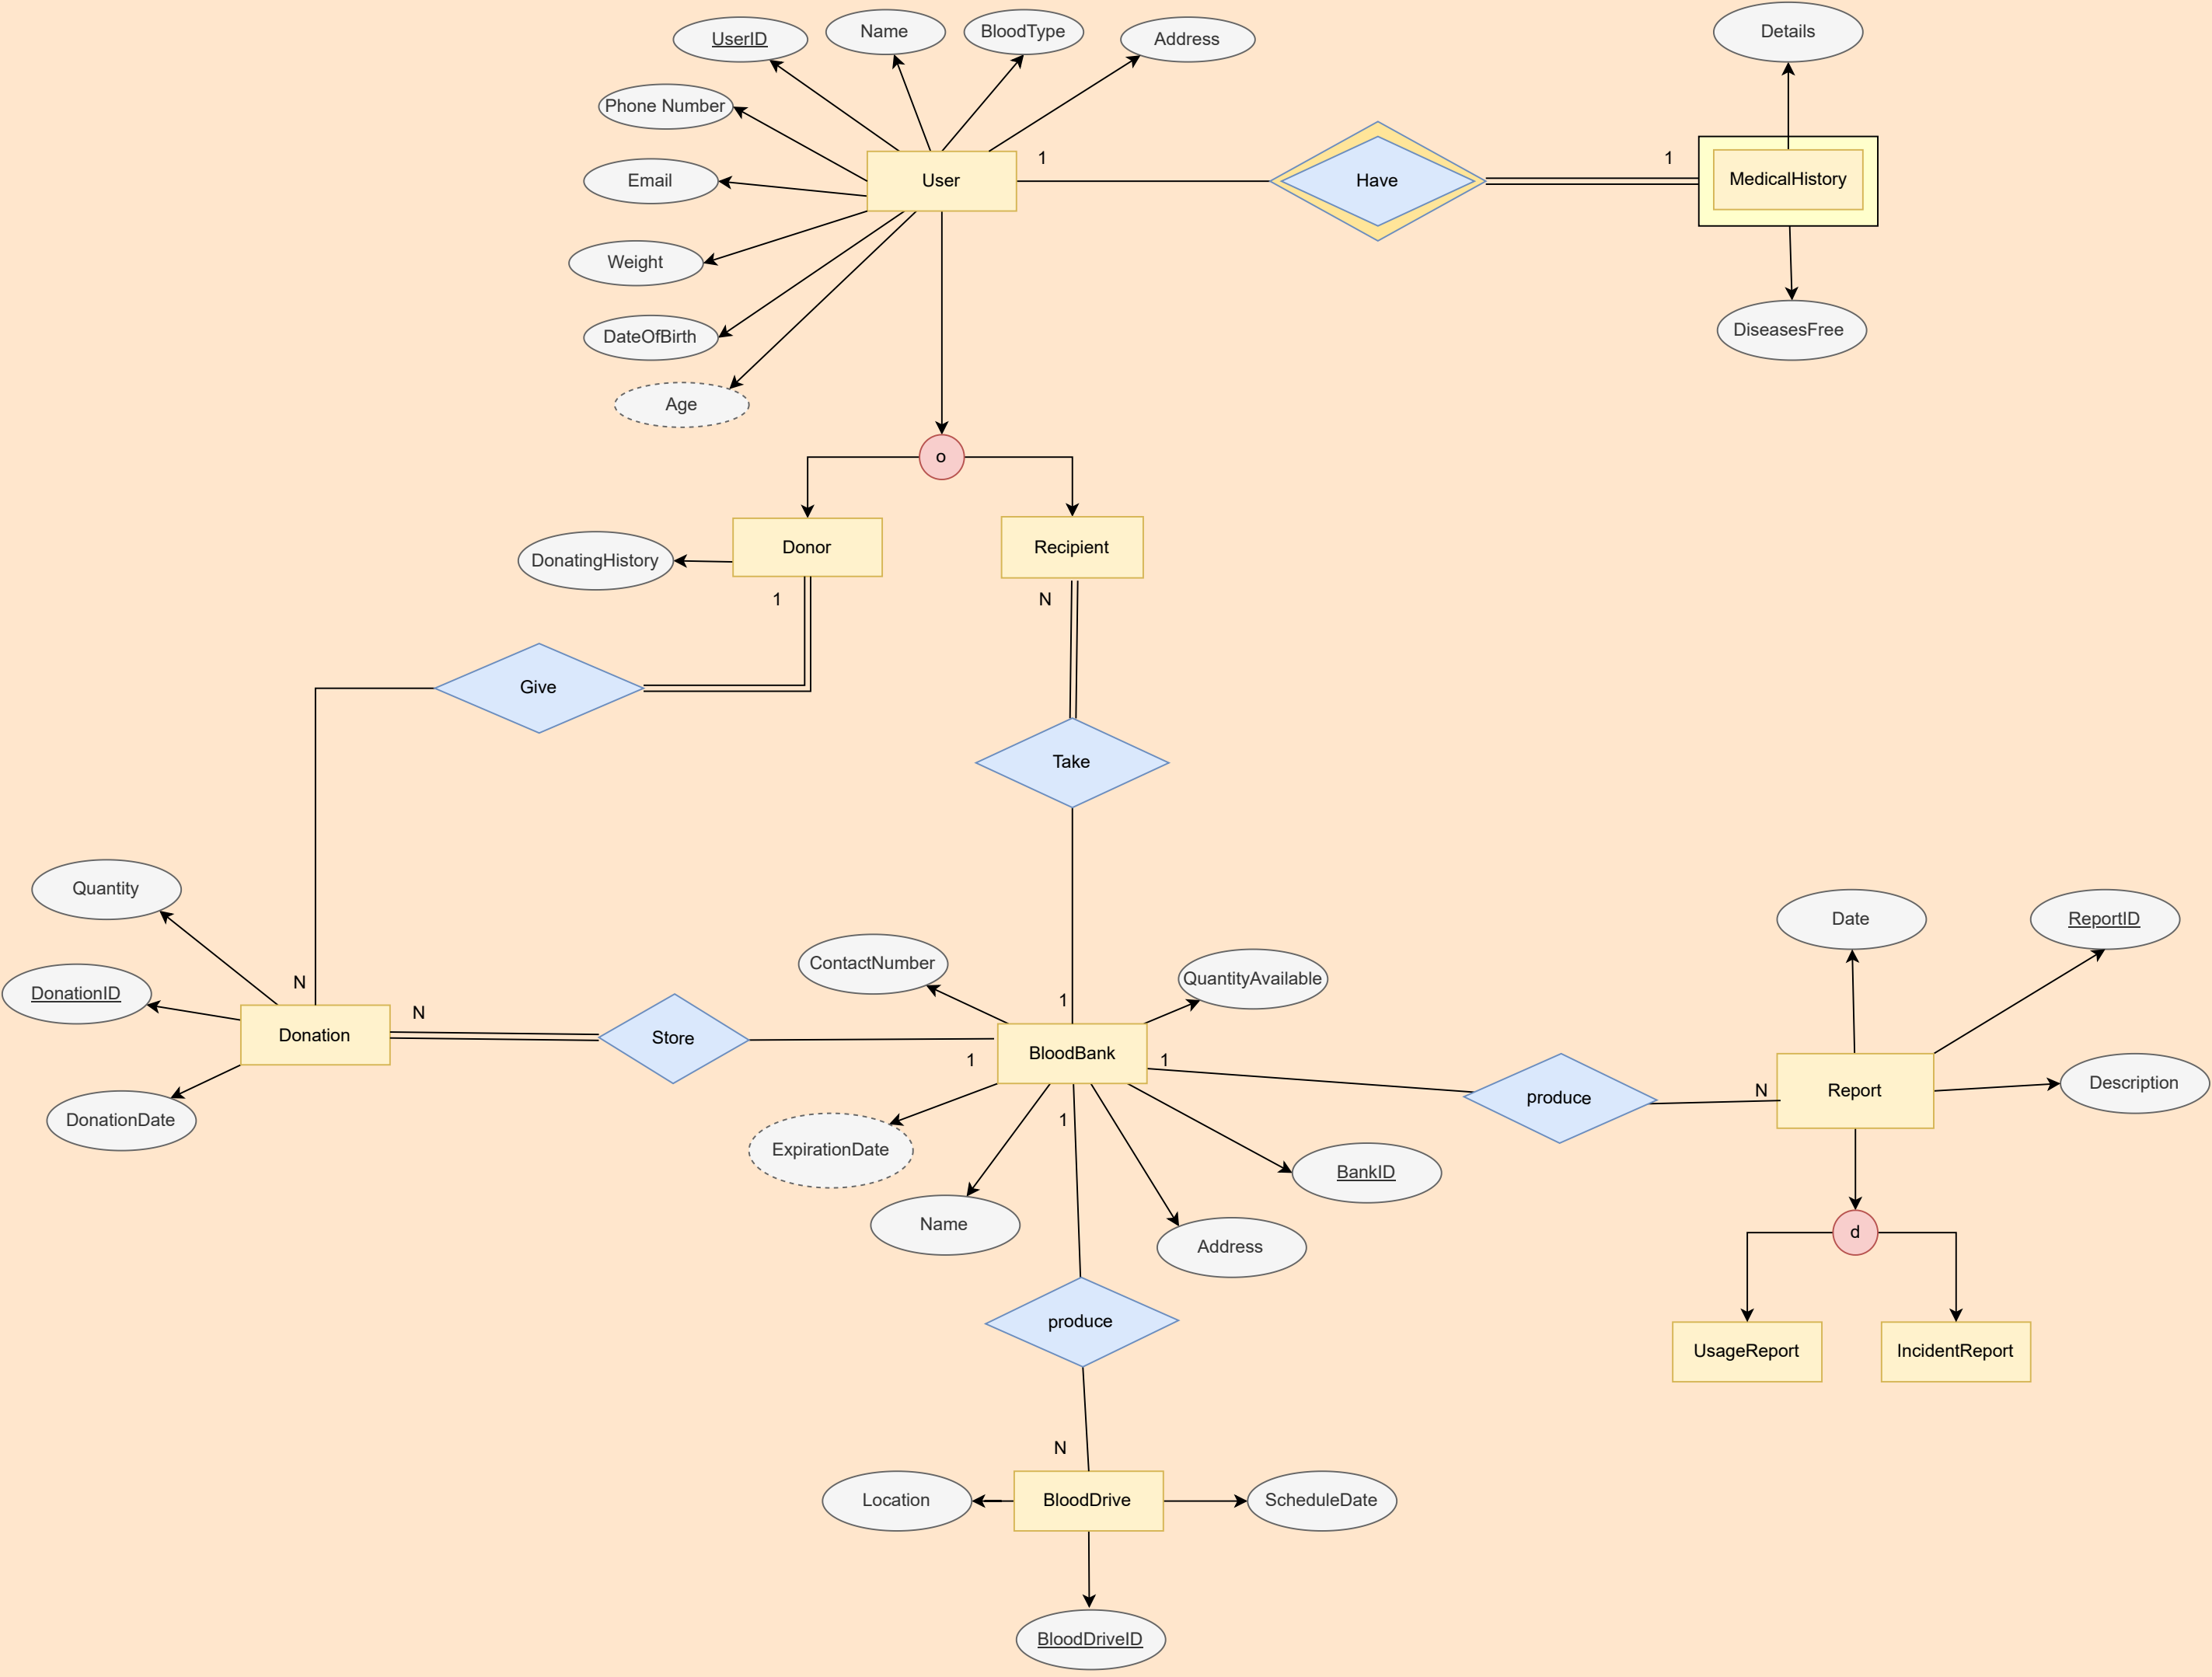 Details
UserID
Name
BloodType
Address
Phone Number
1
1
Email
User
Have
MedicalHistory
Weight
DateOfBirth
DiseasesFree
Age
o
DonatingHistory
Donor
Recipient
1
N
Give
Take
Quantity
Date
ReportID
ContactNumber
QuantityAvailable
DonationID
N
N
1
Donation
Store
BloodBank
1
1
produce
N
Report
Description
DonationDate
1
ExpirationDate
BankID
Name
Address
d
produce
UsageReport
IncidentReport
N
Location
BloodDrive
ScheduleDate
BloodDriveID